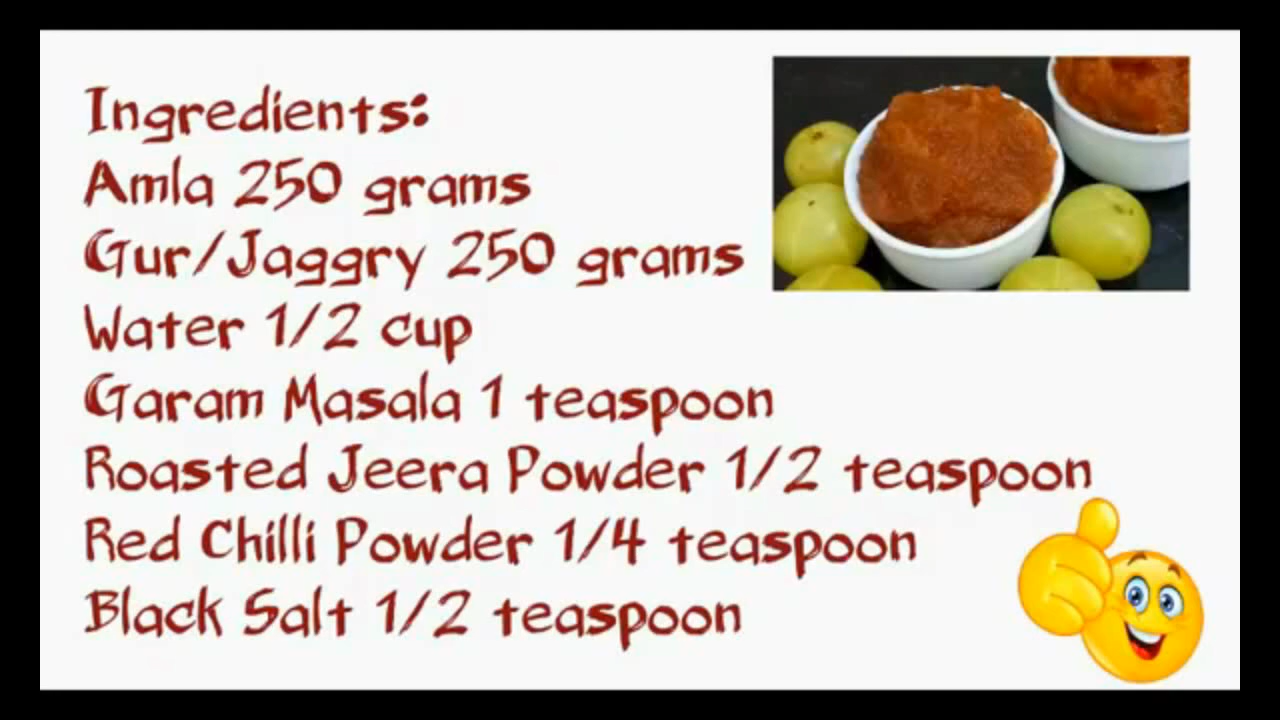 Ingredients:
Amla 250 grams
Gur/Jaggry 250 grams
Water 1/2 cup
Garam Masala 1 teaspoon
Roasted Jeera Powder 1/2 teaspoon
Red Chilli Powder 1/4 teaspoon
Black Salt 1/2 teaspoon